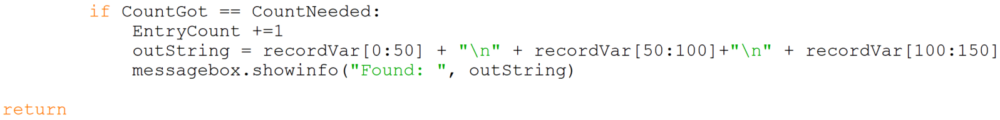 if CountGot == CountNeeded:
EntryCount +=1
outString = recordVar[0:50] + "\n" + recordVar[50:100]+"\n" + recordVar[100:150]
messagebox.showinfo("Found: ", outString)
return